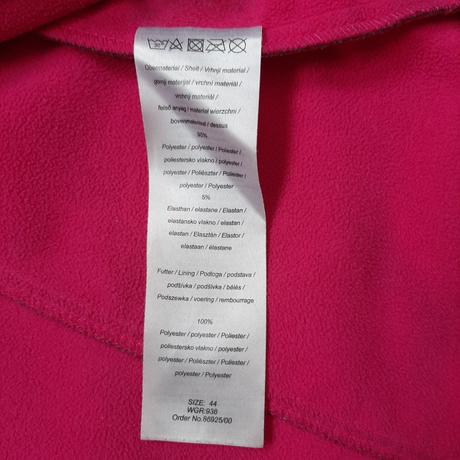 Obermaterial / Shell / Vrhnji material /
gornji materijal / vrchný materiál /
vrchný materiál /
felső anyag / materiał wierzchni /
bovenmateriaal / dessus
95%
Polyester / polyester / Poliester /
poliestersko vlakno / polyester /
polyester / Poliészter / Poliester /
polyester / Polyester
5%
Elasthan / elastane / Elastan /
elastansko vlakno / elastan /
elastan / Elasztán / Elastor /
elastaan / élastane
Futter / Lining / Podloga / podstava /
podšívka / podšívka / bélés /
Podszewka / voering / rembourrage
100%
Polyester / polyester / Poliester /
poliestersko vlakno / polyester /
polyester / Poliészter / Poliester /
polyester / Polyester
SIZE: 44
WGR:938
Order No.86925/00